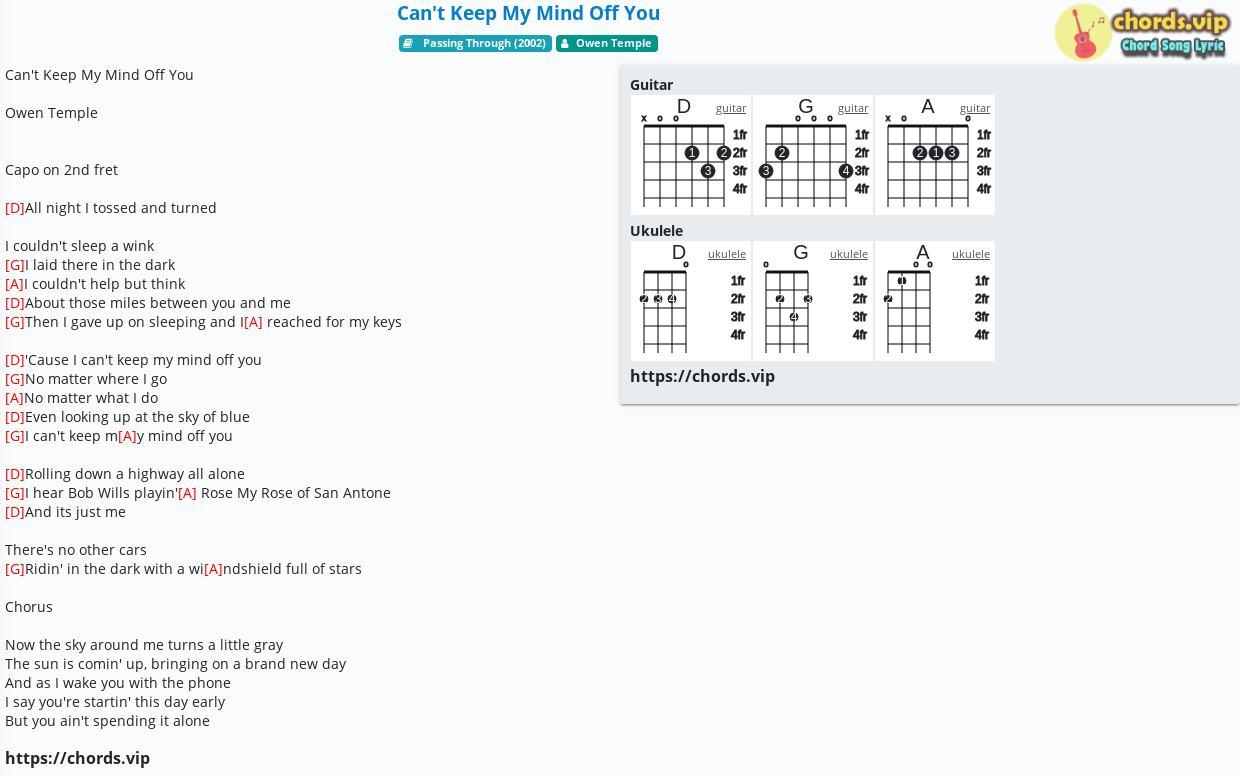 Can't Keep My Mind Off You
Passing Through (2002) Owen Temple
chords.vip
Chord Song Lyric
Can't Keep My Mind Off You
Owen Temple
Capo on 2nd fret
[D]All night I tossed and turned
I couldn't sleep a wink
[G]I laid there in the dark
[A]I couldn't help but think
[D]About those miles between you and me
[G]Then I gave up on sleeping and I[A] reached for my keys
[D]'Cause I can't keep my mind off you
[G]No matter where I go
[A]No matter what I do
[D]Even looking up at the sky of blue
[G]I can't keep m[A]y mind off you
[D]Rolling down a highway all alone
[G]I hear Bob Wills playin'[A] Rose My Rose of San Antone
[D]And its just me
There's no other cars
[G]Ridin' in the dark with a wi[A]ndshield full of stars
Chorus
Now the sky around me turns a little gray
The sun is comin' up, bringing on a brand new day
And as I wake you with the phone
I say you're startin' this day early
But you ain't spending it alone
https://chords.vip
Guitar
D guitar
x o o
1fr
1 2 2fr
3 3fr
4fr
G guitar
o o o
1fr
2 2fr
3 4 3fr
4fr
A guitar
x o o
1fr
2 1 3 2fr
3fr
4fr
Ukulele
D ukulele
o
1fr
2 3 4 2fr
3fr
4fr
G ukulele
o
1fr
2 3 2fr
4 3fr
4fr
A ukulele
o o
1 1fr
2 2fr
3fr
4fr
https://chords.vip